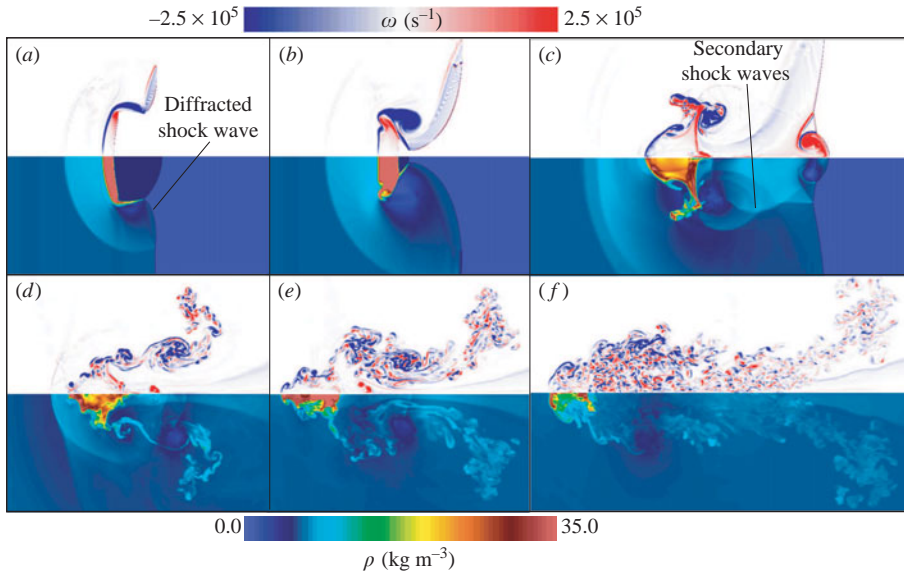 −2.5 × 10⁵ ω (s⁻¹) 2.5 × 10⁵
(a) (b) (c)
Diffracted
shock wave
Secondary
shock waves
(d) (e) (f)
0.0 35.0
ρ (kg m⁻³)